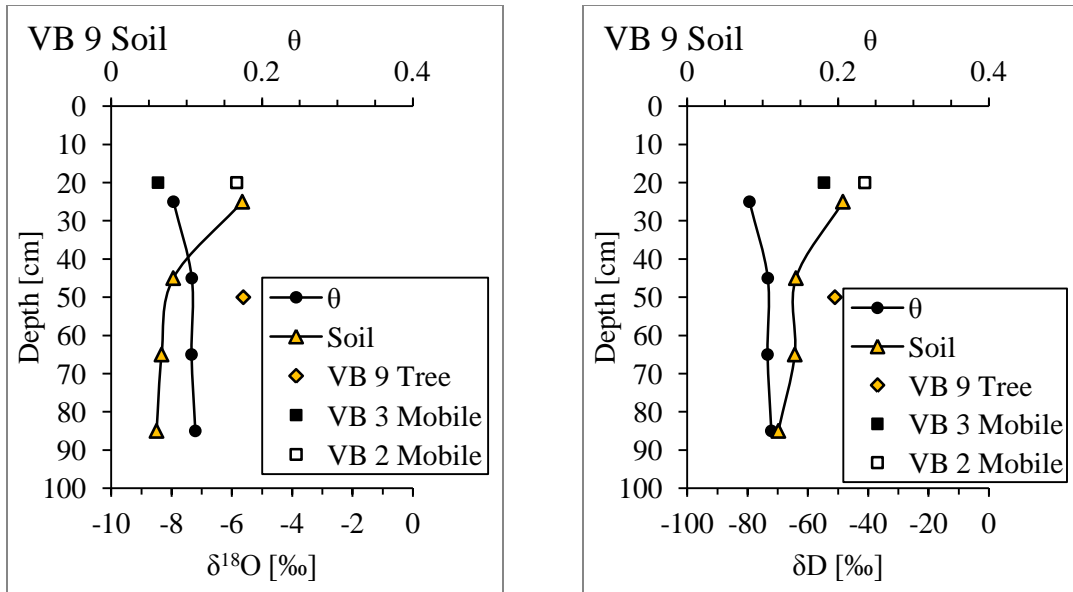 VB 9 Soil θ
0 0.2 0.4
0
10
20
30
40
50
60
70
80
90
100
Depth [cm]
θ
Soil
VB 9 Tree
VB 3 Mobile
VB 2 Mobile
-10 -8 -6 -4 -2 0
δ¹⁸O [‰]
VB 9 Soil θ
0 0.2 0.4
0
10
20
30
40
50
60
70
80
90
100
Depth [cm]
θ
Soil
VB 9 Tree
VB 3 Mobile
VB 2 Mobile
-100 -80 -60 -40 -20 0
δD [‰]